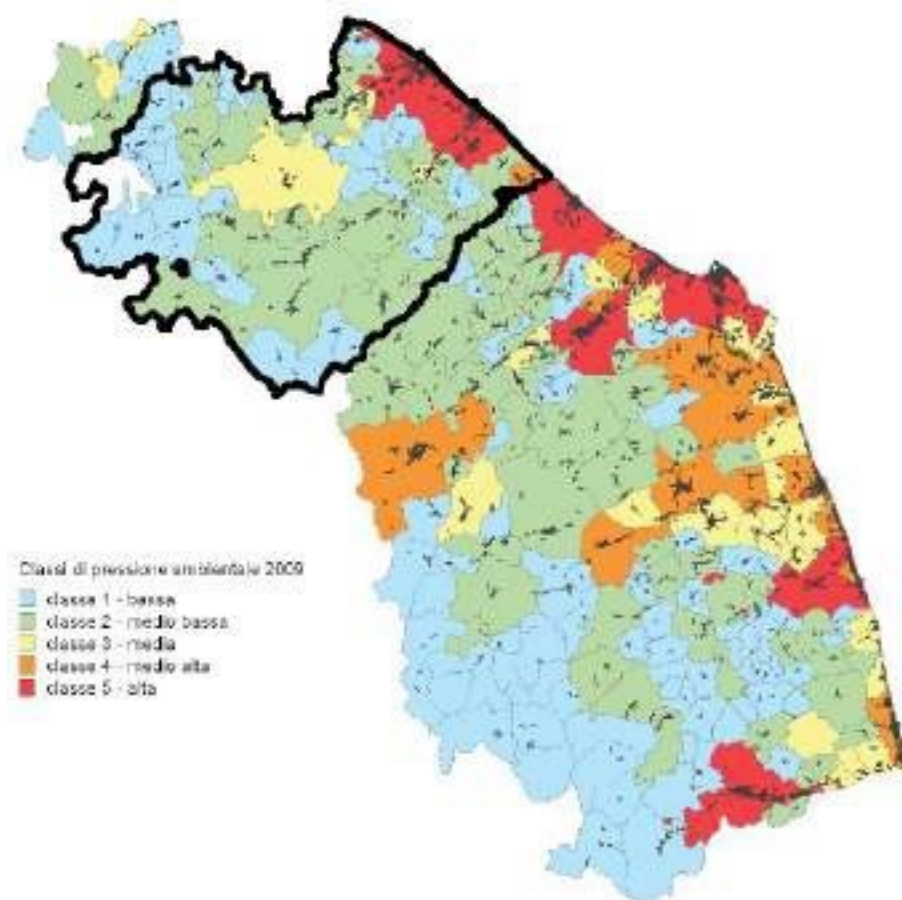 Classi di pressione ambientale 2009
classe 1 - bassa
classe 2 - medio bassa
classe 3 - media
classe 4 - medio alta
classe 5 - alta